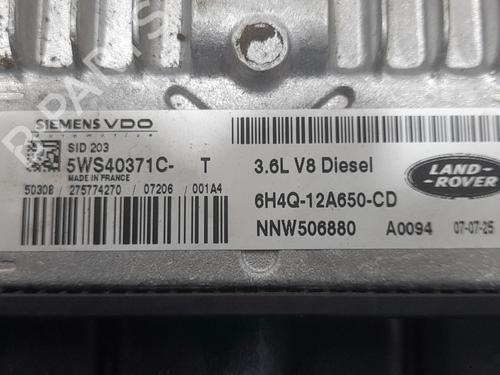 SIEMENS VDO
SID 203
5WS40371C- T
MADE IN FRANCE
50308 / 275774270 / 07206 / 001A4
3.6L V8 Diesel
6H4Q-12A650-CD
NNW506880 A0094 07-07-25
LAND-
ROVER
B-PARTS